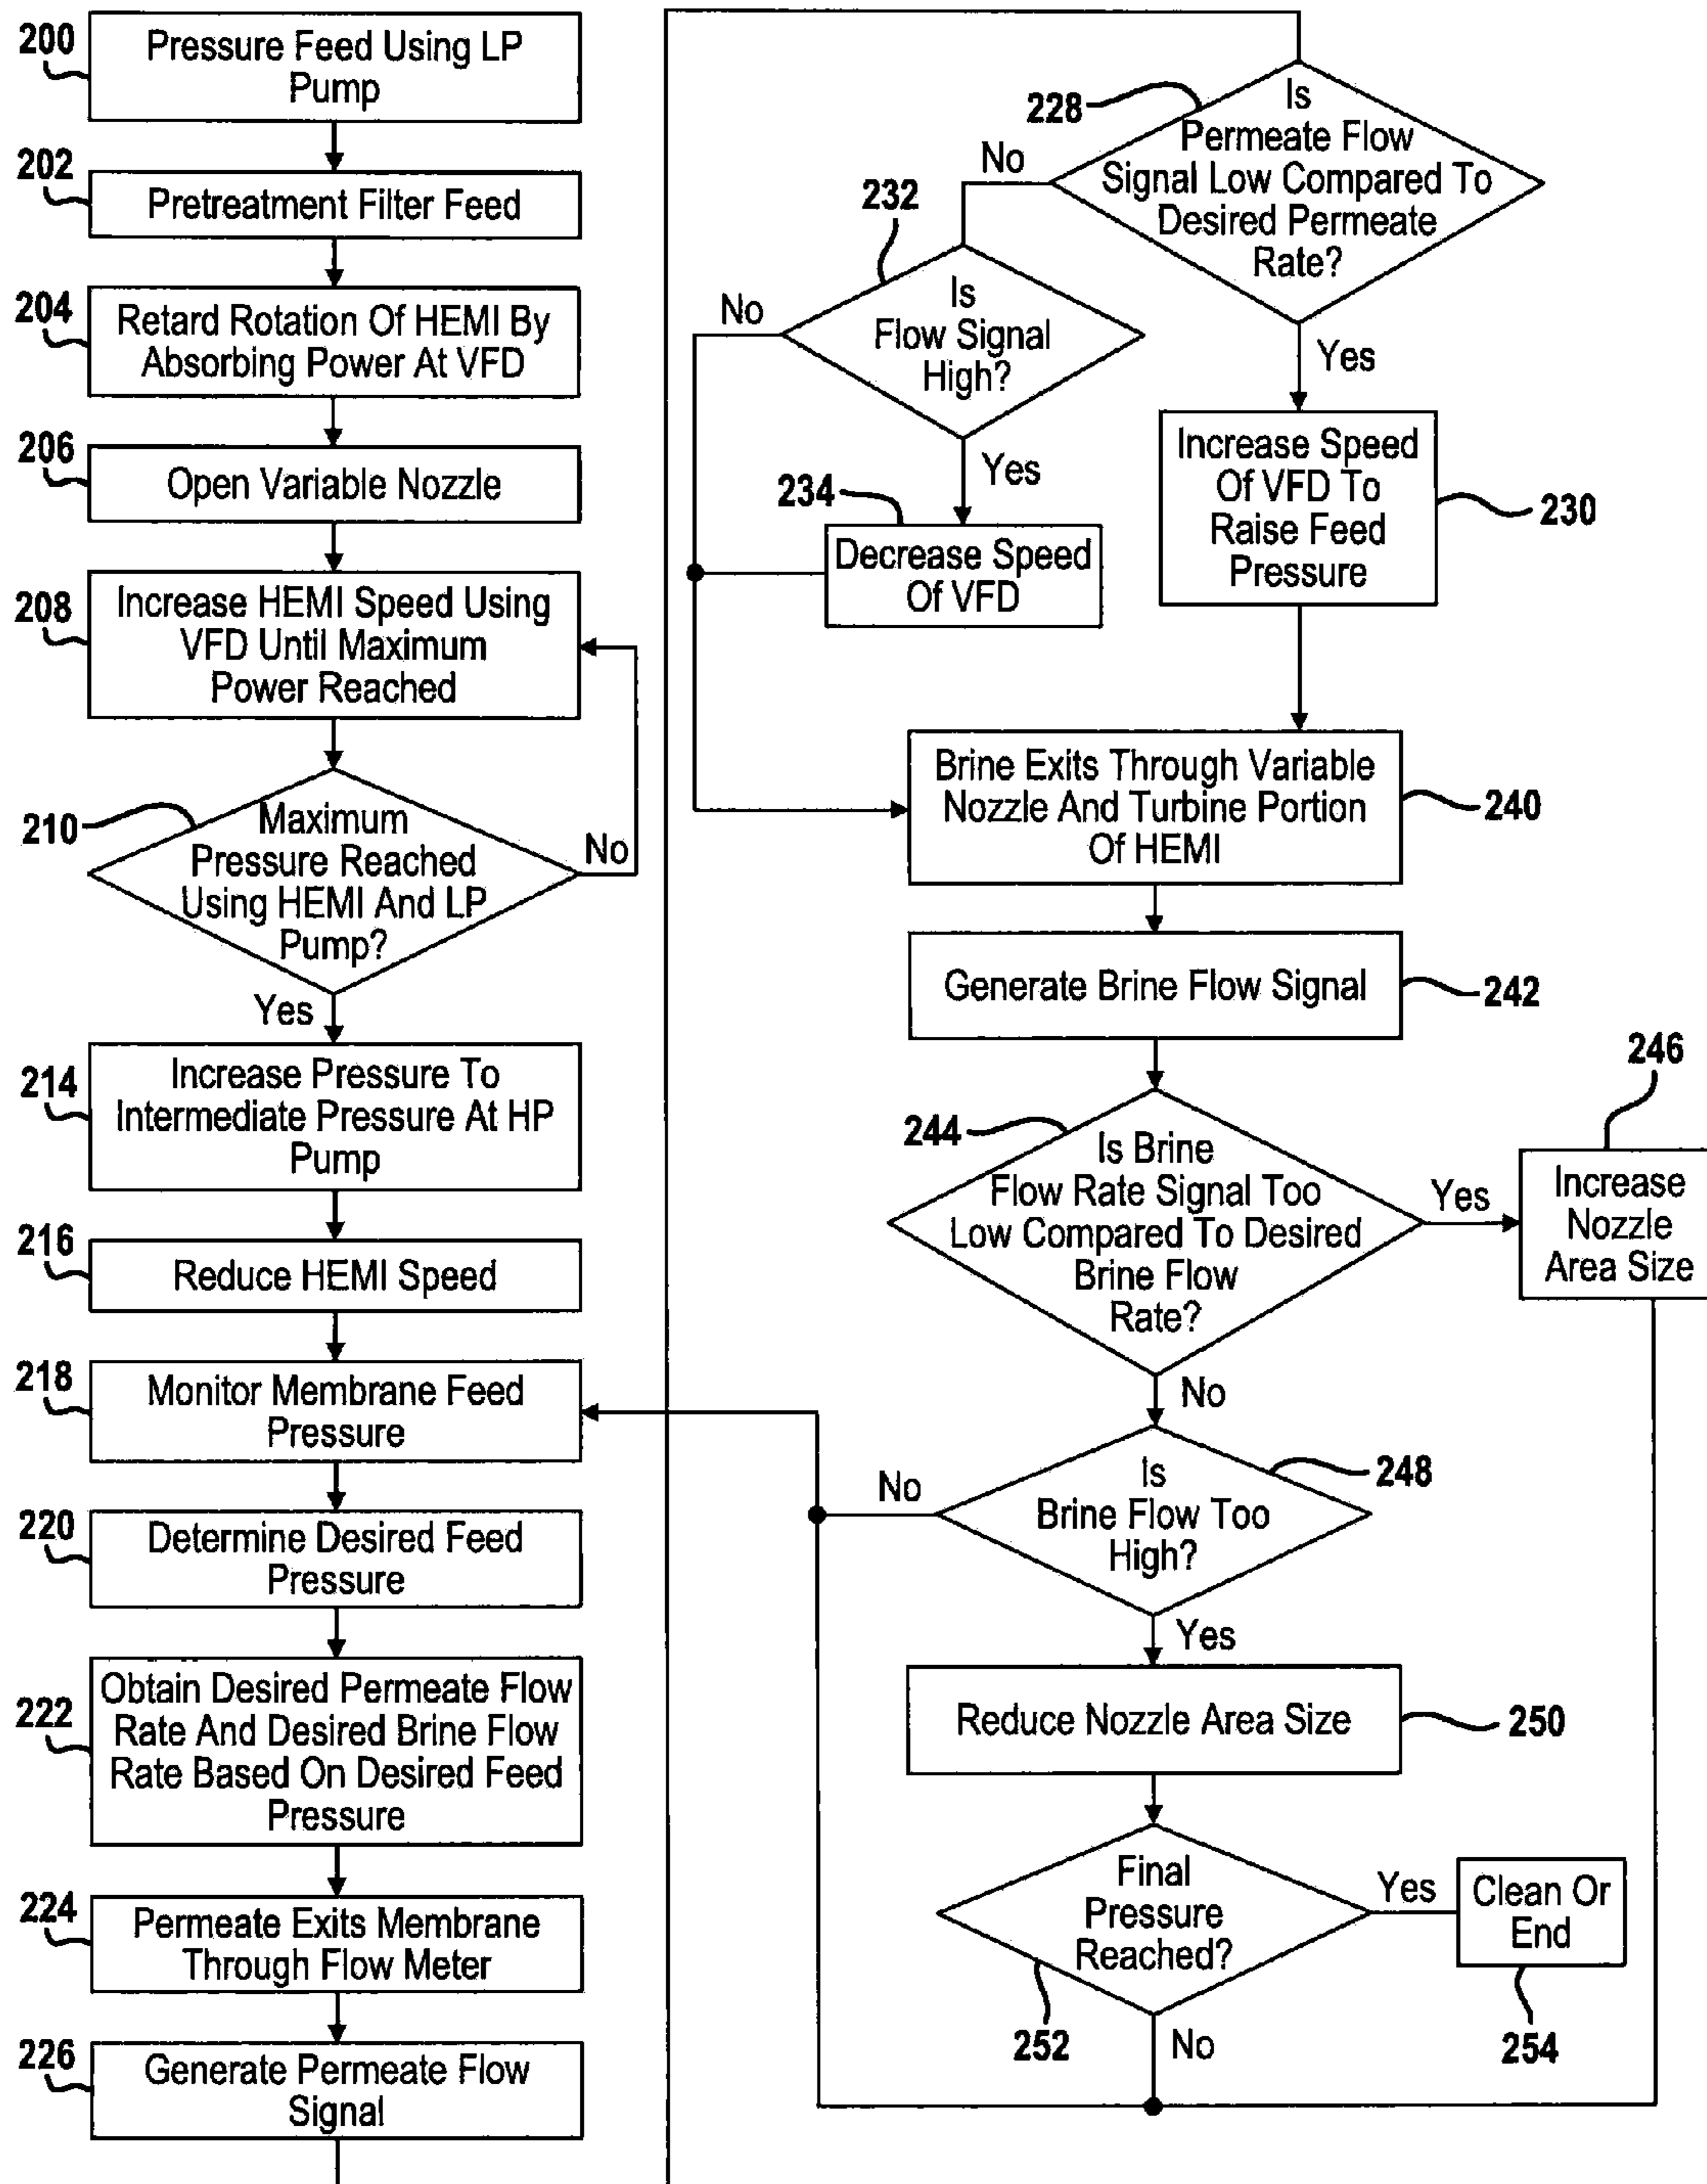 200
Pressure Feed Using LP
Pump
202
Pretreatment Filter Feed
204
Retard Rotation Of HEMI By
Absorbing Power At VFD
206
Open Variable Nozzle
208
Increase HEMI Speed Using
VFD Until Maximum
Power Reached
210
Maximum
Pressure Reached
Using HEMI And LP
Pump?
No
Yes
214
Increase Pressure To
Intermediate Pressure At HP
Pump
216
Reduce HEMI Speed
218
Monitor Membrane Feed
Pressure
220
Determine Desired Feed
Pressure
222
Obtain Desired Permeate Flow
Rate And Desired Brine Flow
Rate Based On Desired Feed
Pressure
224
Permeate Exits Membrane
Through Flow Meter
226
Generate Permeate Flow
Signal
228
Is
Permeate Flow
Signal Low Compared To
Desired Permeate
Rate?
No
Yes
232
Is
Flow Signal
High?
No
Yes
234
Decrease Speed
Of VFD
Increase Speed
Of VFD To
Raise Feed
Pressure
230
Brine Exits Through Variable
Nozzle And Turbine Portion
Of HEMI
240
Generate Brine Flow Signal
242
244
Is Brine
Flow Rate Signal Too
Low Compared To Desired
Brine Flow
Rate?
Yes
No
246
Increase
Nozzle
Area Size
248
Is
Brine Flow Too
High?
No
Yes
Reduce Nozzle Area Size
250
Final
Pressure
Reached?
252
Yes
No
Clean Or
End
254